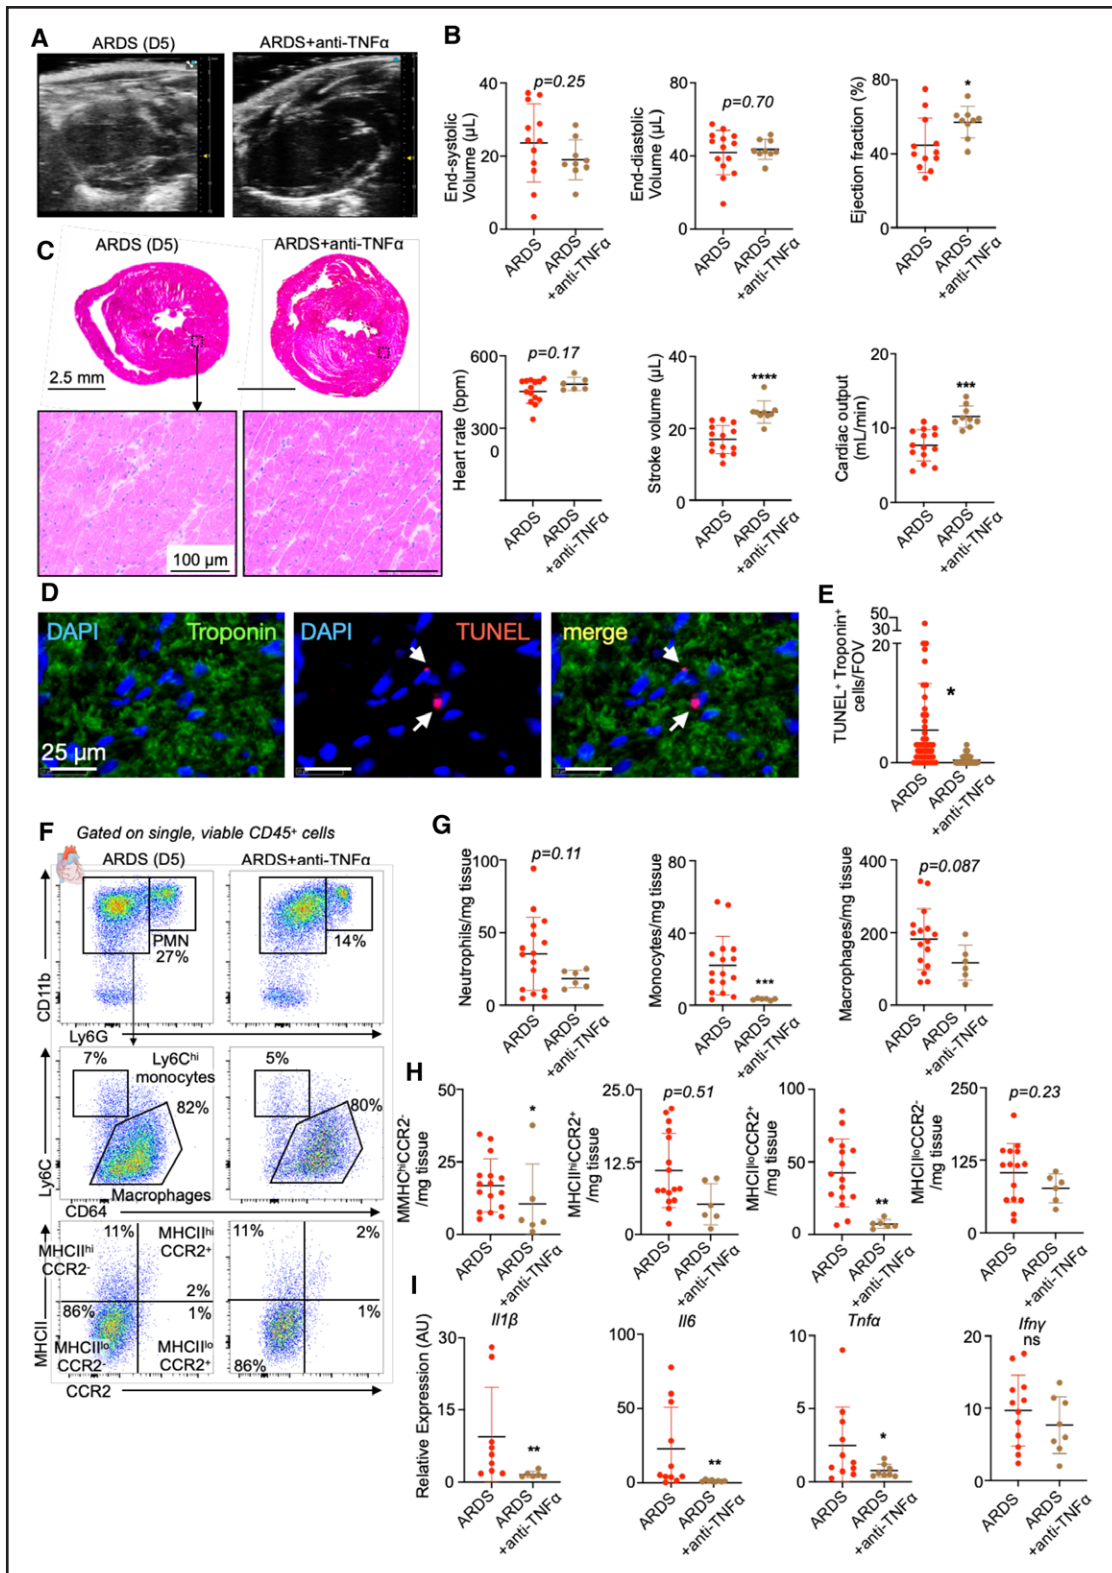 A
ARDS (D5)
ARDS+anti-TNFα
B
End-systolic
Volume (µL)
40
20
0
p=0.25
ARDS
ARDS
+anti-TNFα
End-diastolic
Volume (µL)
80
40
0
p=0.70
ARDS
ARDS
+anti-TNFα
Ejection fraction (%)
80
40
0
*
ARDS
ARDS
+anti-TNFα
C
ARDS (D5)
ARDS+anti-TNFα
2.5 mm
100 µm
Heart rate (bpm)
600
300
0
p=0.17
ARDS
ARDS
+anti-TNFα
Stroke volume (µL)
40
20
0
****
ARDS
ARDS
+anti-TNFα
Cardiac output
(mL/min)
20
10
0
***
ARDS
ARDS
+anti-TNFα
D
DAPI
Troponin
25 µm
DAPI
TUNEL
merge
E
TUNEL⁺ Troponin⁺
cells/FOV
50
30
20
0
*
ARDS
ARDS
+anti-TNFα
F
Gated on single, viable CD45⁺ cells
ARDS (D5)
ARDS+anti-TNFα
PMN
27%
14%
CD11b
Ly6G
7%
Ly6Cʰⁱ
monocytes
82%
Macrophages
5%
80%
Ly6C
CD64
11%
MHCIIʰⁱ
CCR2⁺
MHCIIʰⁱ
CCR2⁻
2%
86%
1%
MHCIIˡᵒ
CCR2⁻
MHCIIˡᵒ
CCR2⁺
11%
2%
1%
86%
MHCII
CCR2
G
Neutrophils/mg tissue
100
50
0
p=0.11
ARDS
ARDS
+anti-TNFα
Monocytes/mg tissue
80
40
0
***
ARDS
ARDS
+anti-TNFα
Macrophages/mg tissue
400
200
0
p=0.087
ARDS
ARDS
+anti-TNFα
H
MMHCʰⁱCCR2⁻
/mg tissue
50
25
0
*
ARDS
ARDS
+anti-TNFα
MHCIIʰⁱCCR2⁺
/mg tissue
25.0
12.5
0
p=0.51
ARDS
ARDS
+anti-TNFα
MHCIIˡᵒCCR2⁺
/mg tissue
100
50
0
**
ARDS
ARDS
+anti-TNFα
MHCIIˡᵒCCR2⁻
/mg tissue
250
125
0
p=0.23
ARDS
ARDS
+anti-TNFα
I
Relative Expression (AU)
Il1β
30
15
0
**
ARDS
ARDS
+anti-TNFα
Il6
100
50
0
**
ARDS
ARDS
+anti-TNFα
Tnfα
10
5
0
*
ARDS
ARDS
+anti-TNFα
Ifnγ
ns
20
10
0
ARDS
ARDS
+anti-TNFα